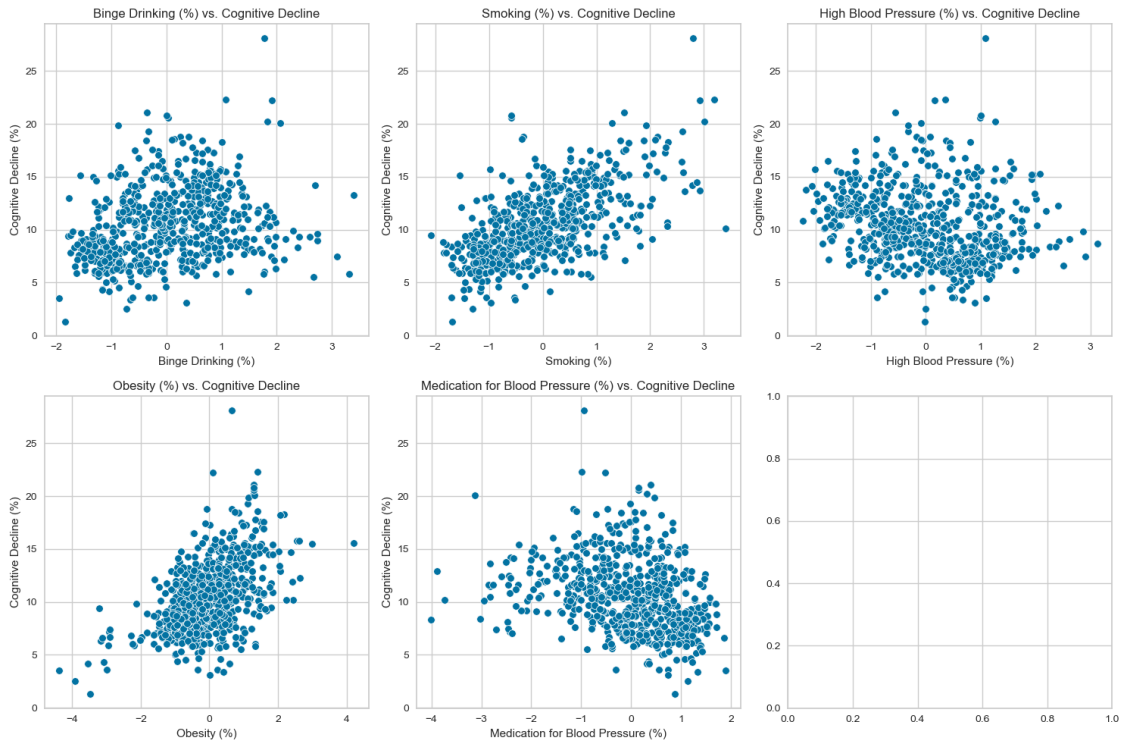 Binge Drinking (%) vs. Cognitive Decline
Smoking (%) vs. Cognitive Decline
High Blood Pressure (%) vs. Cognitive Decline
25
20
15
10
5
0
Cognitive Decline (%)
−2 −1 0 1 2 3
Binge Drinking (%)
25
20
15
10
5
0
Cognitive Decline (%)
−2 −1 0 1 2 3
Smoking (%)
25
20
15
10
5
0
Cognitive Decline (%)
−2 −1 0 1 2 3
High Blood Pressure (%)
Obesity (%) vs. Cognitive Decline
Medication for Blood Pressure (%) vs. Cognitive Decline
25
20
15
10
5
0
Cognitive Decline (%)
−4 −2 0 2 4
Obesity (%)
25
20
15
10
5
0
Cognitive Decline (%)
−4 −3 −2 −1 0 1 2
Medication for Blood Pressure (%)
1.0
0.8
0.6
0.4
0.2
0.0
0.0 0.2 0.4 0.6 0.8 1.0